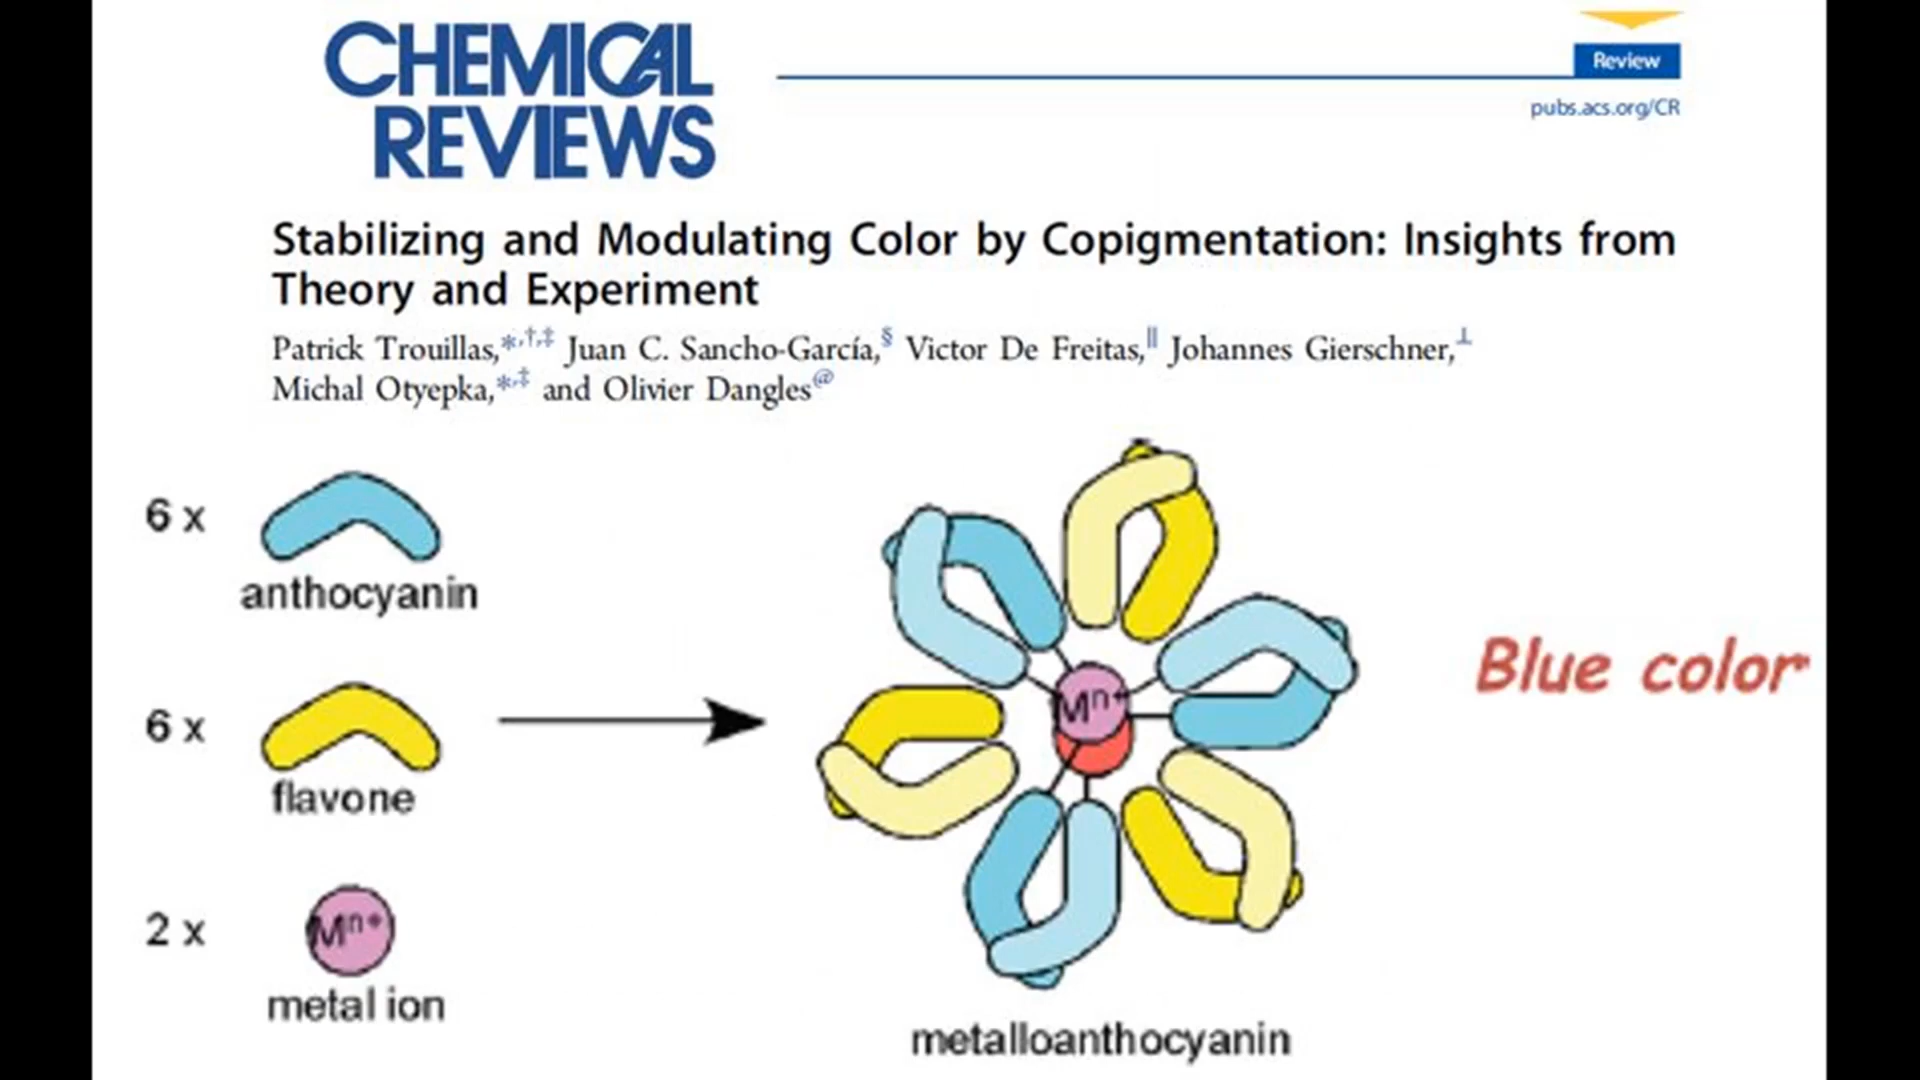 CHEMICAL
REVIEWS
Review
pubs.acs.org/CR
Stabilizing and Modulating Color by Copigmentation: Insights from
Theory and Experiment
Patrick Trouillas,*,†,‡ Juan C. Sancho-García,§ Victor De Freitas,∥ Johannes Gierschner,⊥
Michal Otyepka,*,‡ and Olivier Dangles@
6 x
anthocyanin
6 x
flavone
2 x
Mn+
metal ion
Mn+
metalloanthocyanin
Blue color